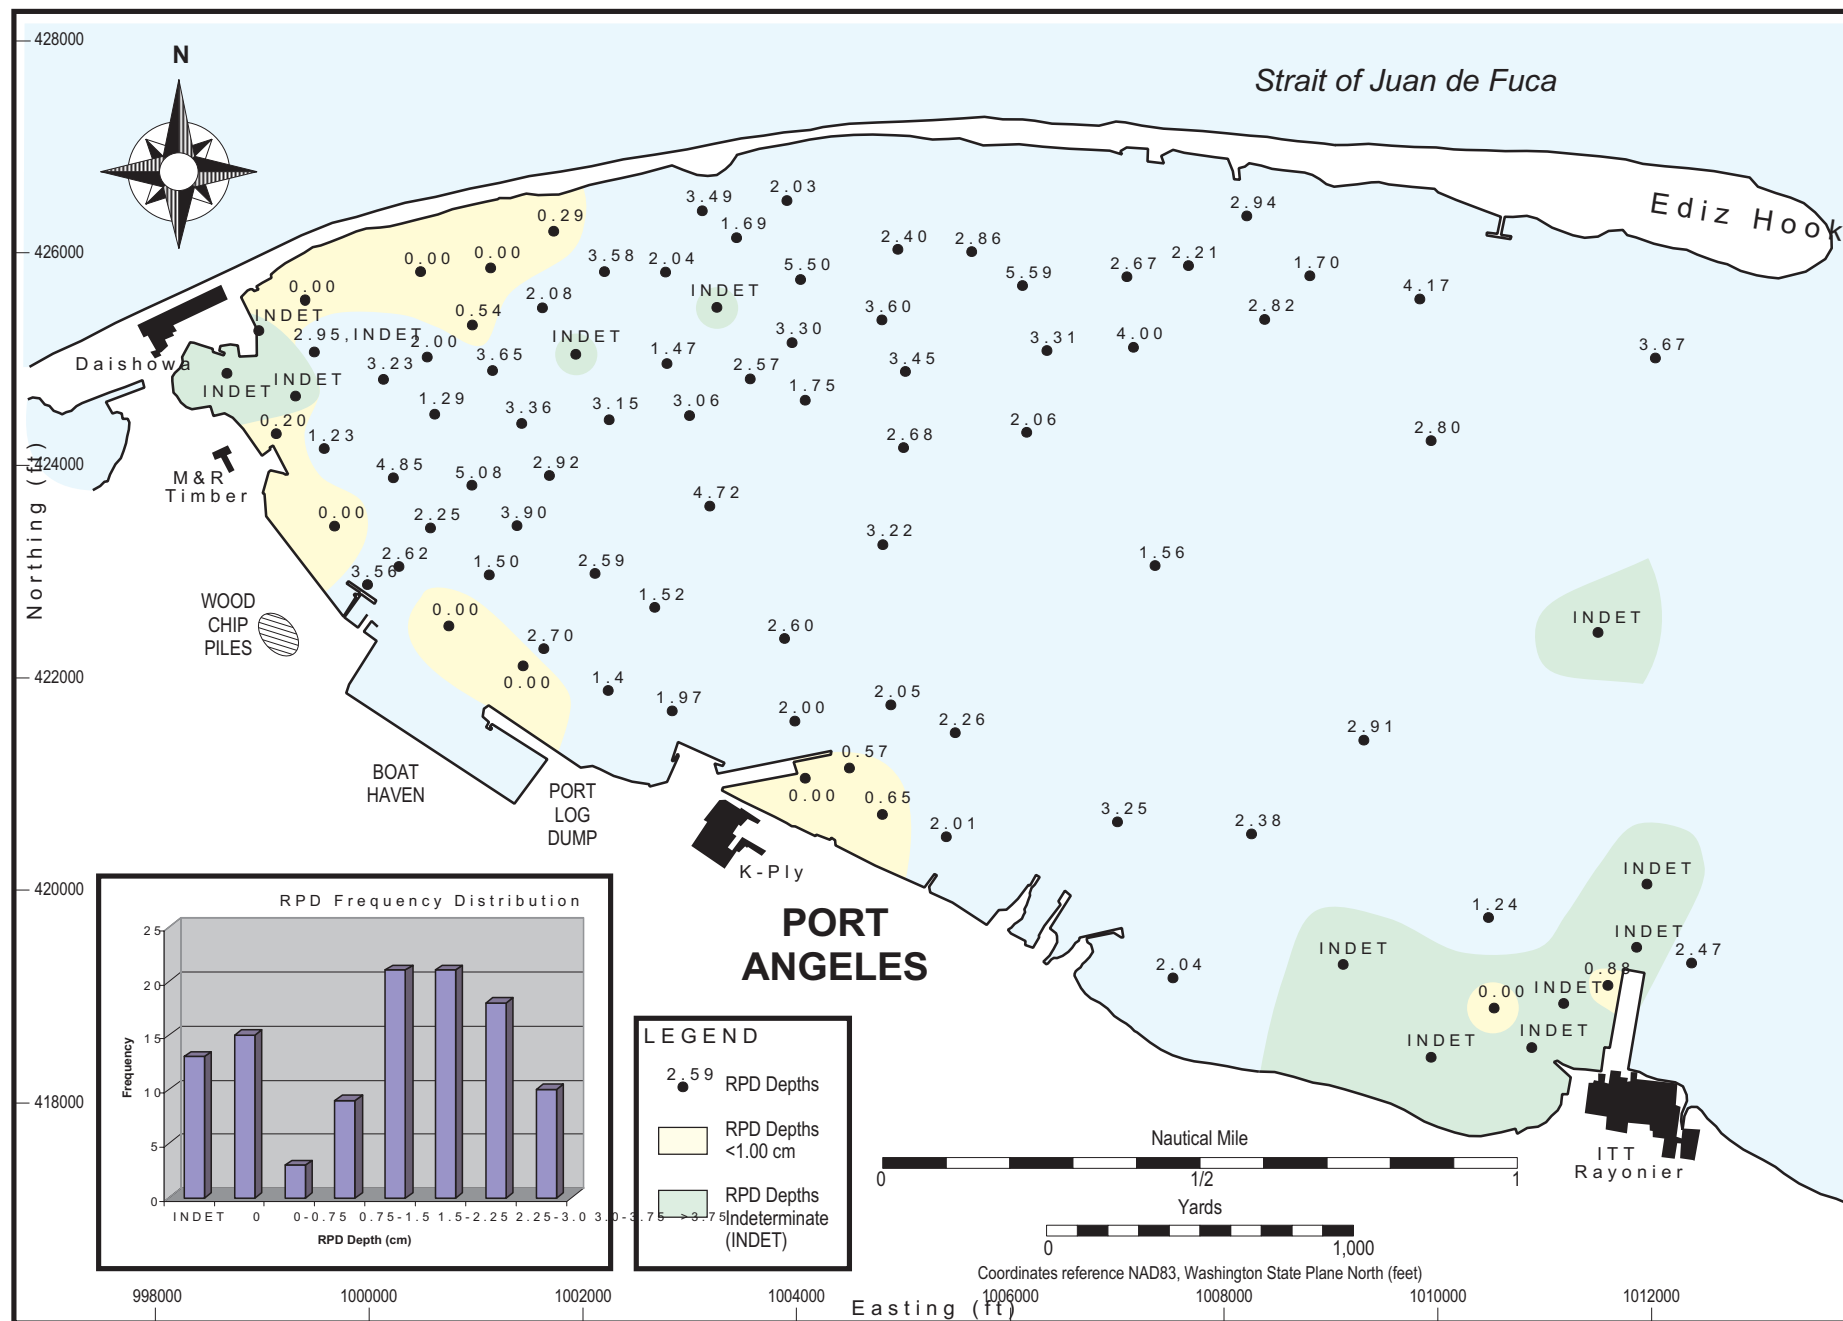 428000
N
Strait of Juan de Fuca
Ediz Hook
426000
3.49
2.03
2.94
0.29
1.69
2.40
2.86
0.00
0.00
3.58
2.04
5.50
5.59
2.67
2.21
1.70
4.17
0.00
2.08
INDET
INDET
0.54
3.60
2.82
2.95, INDET
2.00
INDET
3.30
3.31
4.00
3.67
Daishowa
3.23
3.65
1.47
2.57
3.45
INDET
INDET
1.29
3.36
3.15
3.06
1.75
0.20
1.23
2.68
2.06
2.80
424000
M&R
Timber
4.85
5.08
2.92
4.72
Northing (ft)
0.00
2.25
3.90
3.22
2.62
3.56
1.50
2.59
1.56
WOOD
CHIP
PILES
0.00
1.52
2.60
INDET
2.70
422000
0.00
1.4
1.97
2.00
2.05
2.26
2.91
BOAT
HAVEN
PORT
LOG
DUMP
0.57
0.00
0.65
2.01
3.25
2.38
K-Ply
420000
PORT
ANGELES
INDET
1.24
INDET
INDET
2.47
2.04
0.00
INDET
0.88
INDET
INDET
418000
ITT
Rayonier
RPD Frequency Distribution
25
20
15
10
5
0
Frequency
INDET
0
0-0.75
0.75-1.5
1.5-2.25
2.25-3.0
3.0-3.75
>3.75
RPD Depth (cm)
LEGEND
2.59
RPD Depths
RPD Depths
<1.00 cm
RPD Depths
Indeterminate
(INDET)
Nautical Mile
0
1/2
1
Yards
0
1,000
Coordinates reference NAD83, Washington State Plane North (feet)
998000
1000000
1002000
1004000
1006000
1008000
1010000
1012000
Easting (ft)